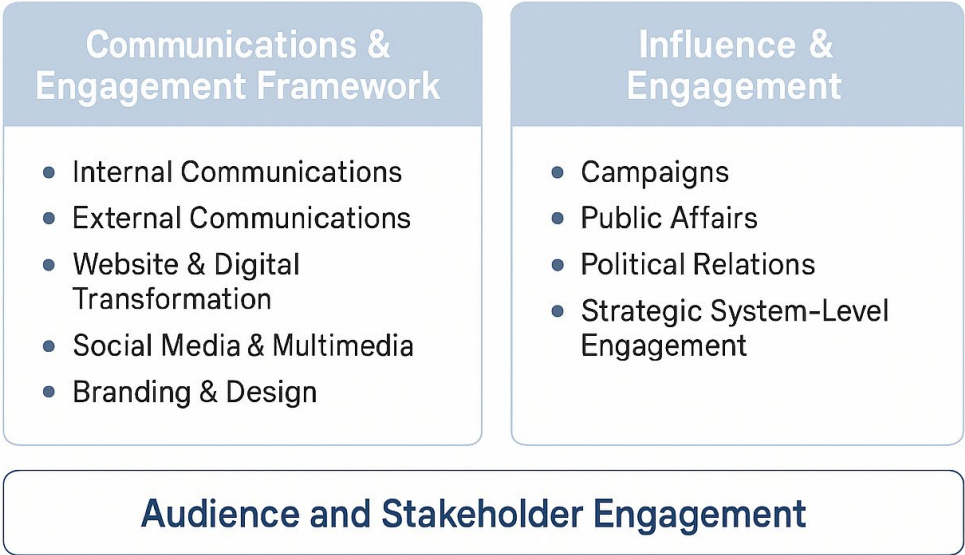 Communications &
Engagement Framework
• Internal Communications
• External Communications
• Website & Digital
Transformation
• Social Media & Multimedia
• Branding & Design
Influence &
Engagement
• Campaigns
• Public Affairs
• Political Relations
• Strategic System-Level
Engagement
Audience and Stakeholder Engagement